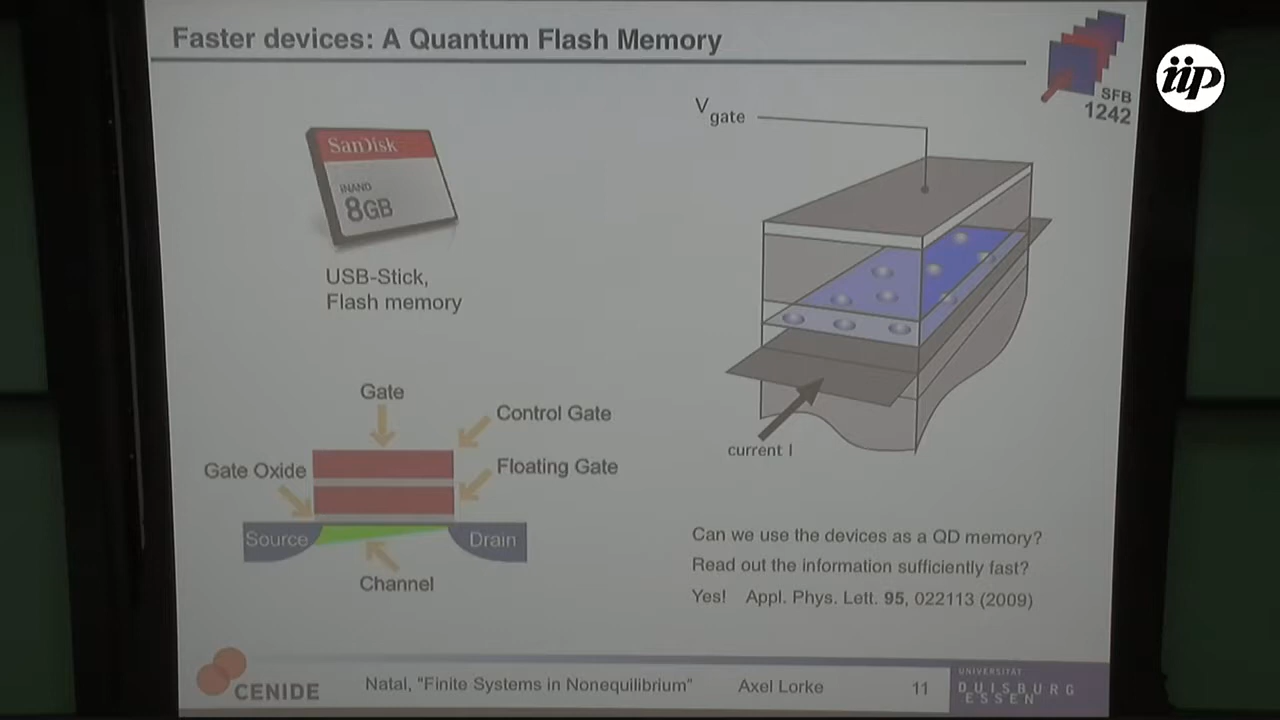 Faster devices: A Quantum Flash Memory
iip
SFB
1242
SanDisk
iNAND
8GB
USB-Stick,
Flash memory
V gate
current I
Gate
Control Gate
Gate Oxide
Floating Gate
Source
Drain
Channel
Can we use the devices as a QD memory?
Read out the information sufficiently fast?
Yes! Appl. Phys. Lett. 95, 022113 (2009)
CENIDE
Natal, "Finite Systems in Nonequilibrium" Axel Lorke 11
UNIVERSITÄT
DUISBURG
ESSEN